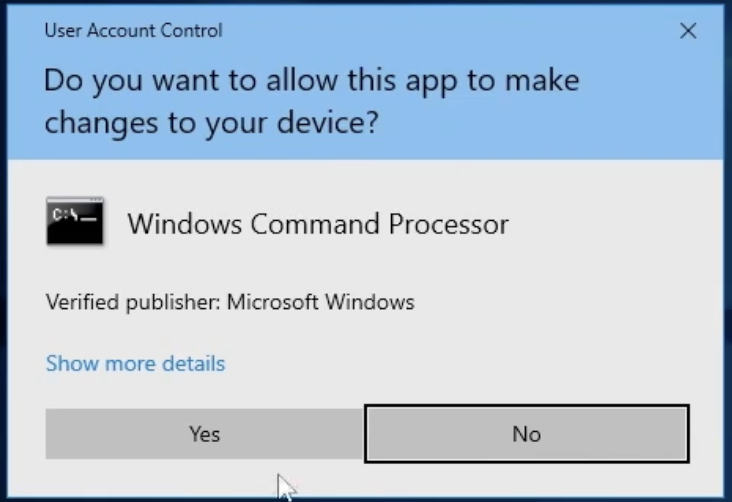 User Account Control
Do you want to allow this app to make
changes to your device?
C:\_
Windows Command Processor
Verified publisher: Microsoft Windows
Show more details
Yes
No